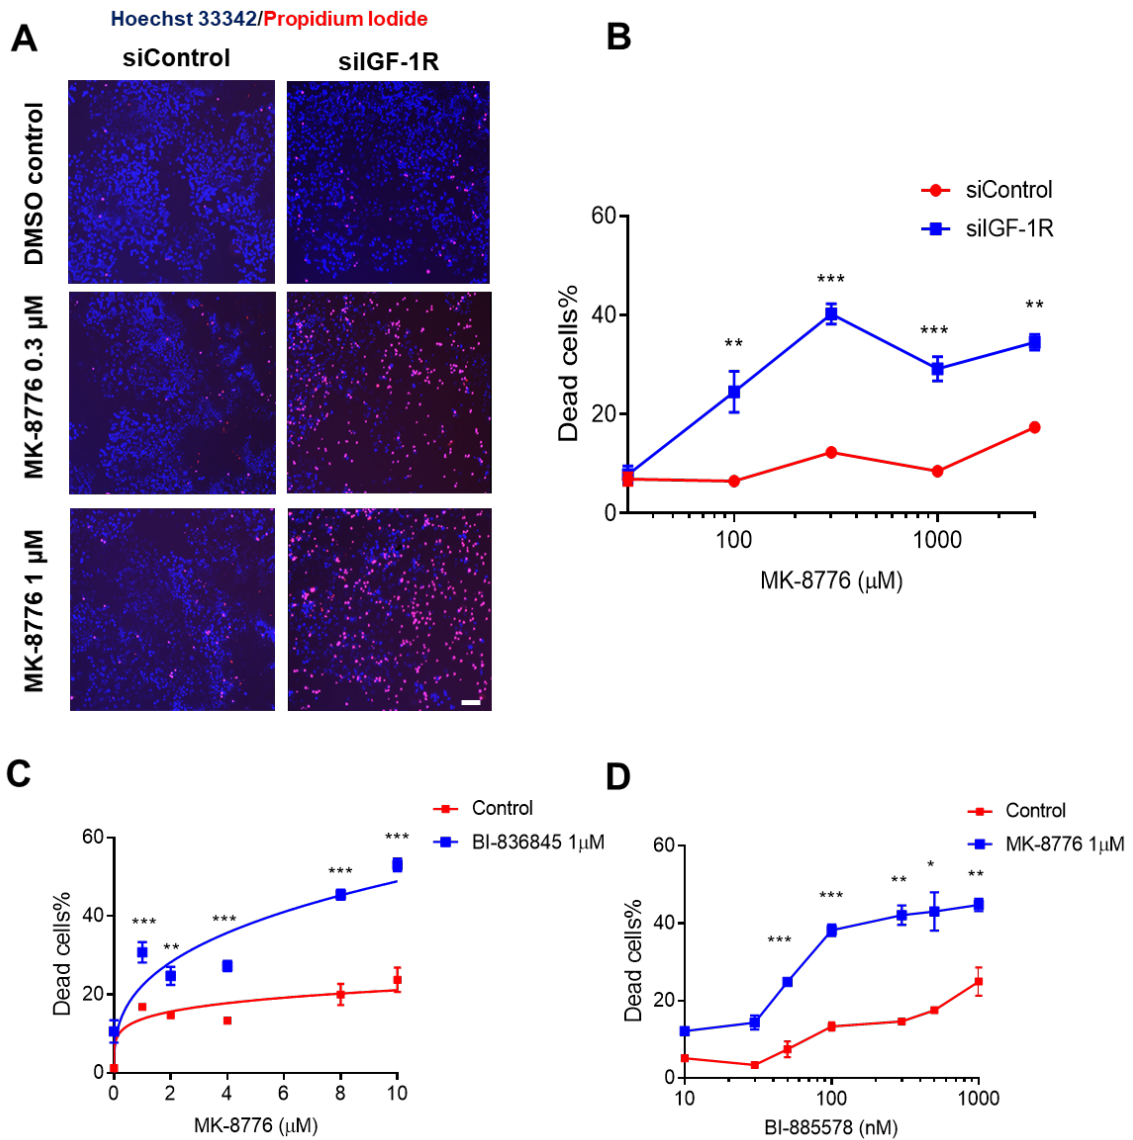 Hoechst 33342/Propidium Iodide
A
siControl
siIGF-1R
DMSO control
MK-8776 0.3 µM
MK-8776 1 µM
B
siControl
siIGF-1R
60
40
20
0
Dead cells%
**
***
***
**
100
1000
MK-8776 (µM)
C
Control
BI-836845 1µM
60
40
20
0
Dead cells%
***
**
***
***
***
0
2
4
6
8
10
MK-8776 (µM)
D
Control
MK-8776 1µM
60
40
20
0
Dead cells%
***
***
**
*
**
10
100
1000
BI-885578 (nM)